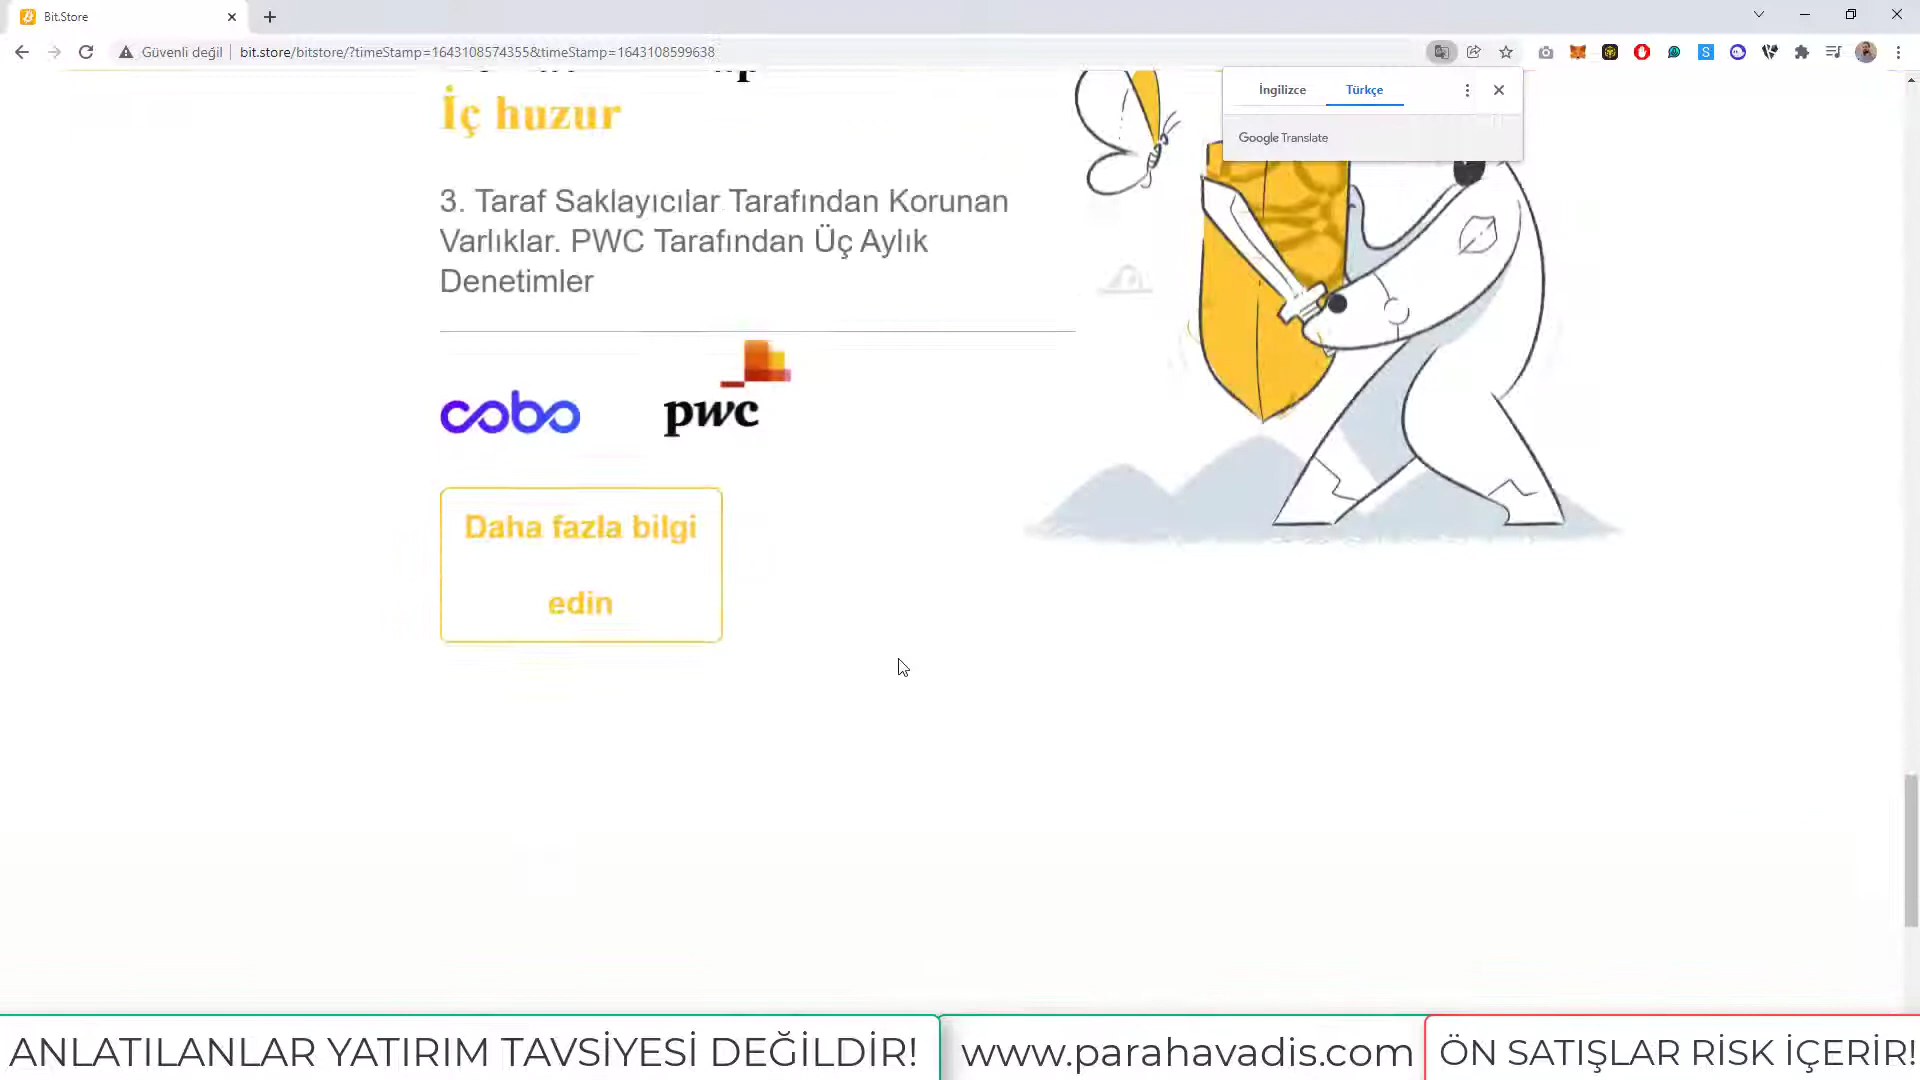 Bit.Store
Güvenli değil
bit.store/bitstore/?timeStamp=1643108574355&timeStamp=1643108599638
İngilizce
Türkçe
Google Translate
İç huzur
3. Taraf Saklayıcılar Tarafından Korunan
Varlıklar. PWC Tarafından Üç Aylık
Denetimler
cobo
pwc
Daha fazla bilgi
edin
ANLATILANLAR YATIRIM TAVSİYESİ DEĞİLDİR!
www.parahavadis.com
ÖN SATIŞLAR RİSK İÇERİR!